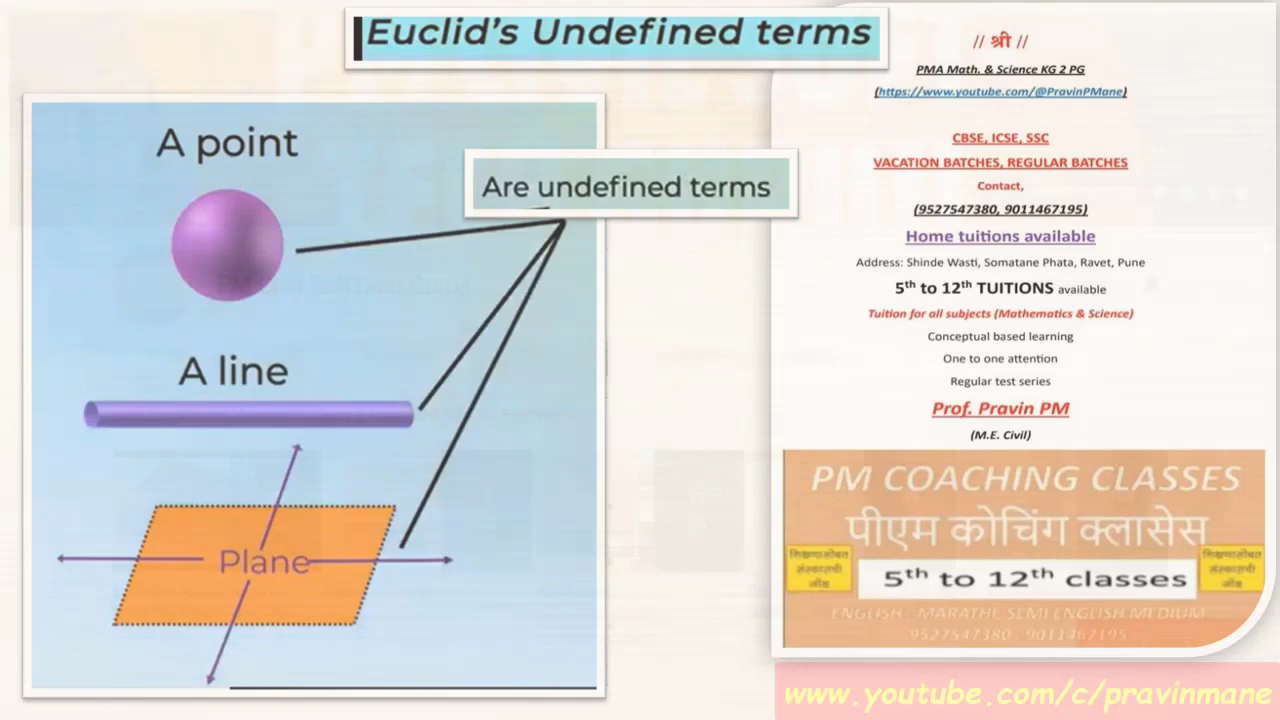 Euclid's Undefined terms
A point
Are undefined terms
A line
Plane
// श्री //
PMA Math. & Science KG 2 PG
(https://www.youtube.com/@PravinPMane)
CBSE, ICSE, SSC
VACATION BATCHES, REGULAR BATCHES
Contact,
(9527547380, 9011467195)
Home tuitions available
Address: Shinde Wasti, Somatane Phata, Ravet, Pune
5th to 12th TUITIONS available
Tuition for all subjects (Mathematics & Science)
Conceptual based learning
One to one attention
Regular test series
Prof. Pravin PM
(M.E. Civil)
PM COACHING CLASSES
पीएम कोचिंग क्लासेस
शिक्षणासोबत
संस्काराची
जोड
5th to 12th classes
शिक्षणासोबत
संस्काराची
जोड
ENGLISH, MARATHI, SEMI ENGLISH MEDIUM
9527547380, 9011467195
www.youtube.com/c/pravinmane